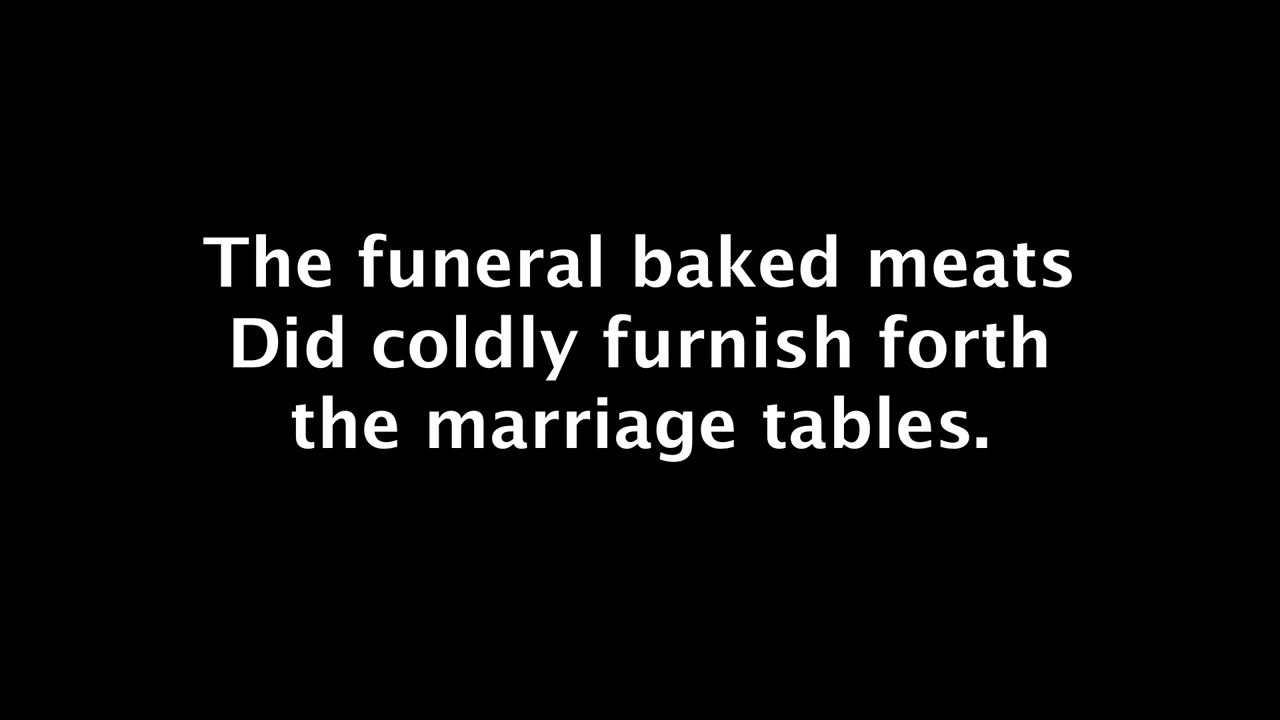 The funeral baked meats
Did coldly furnish forth
the marriage tables.